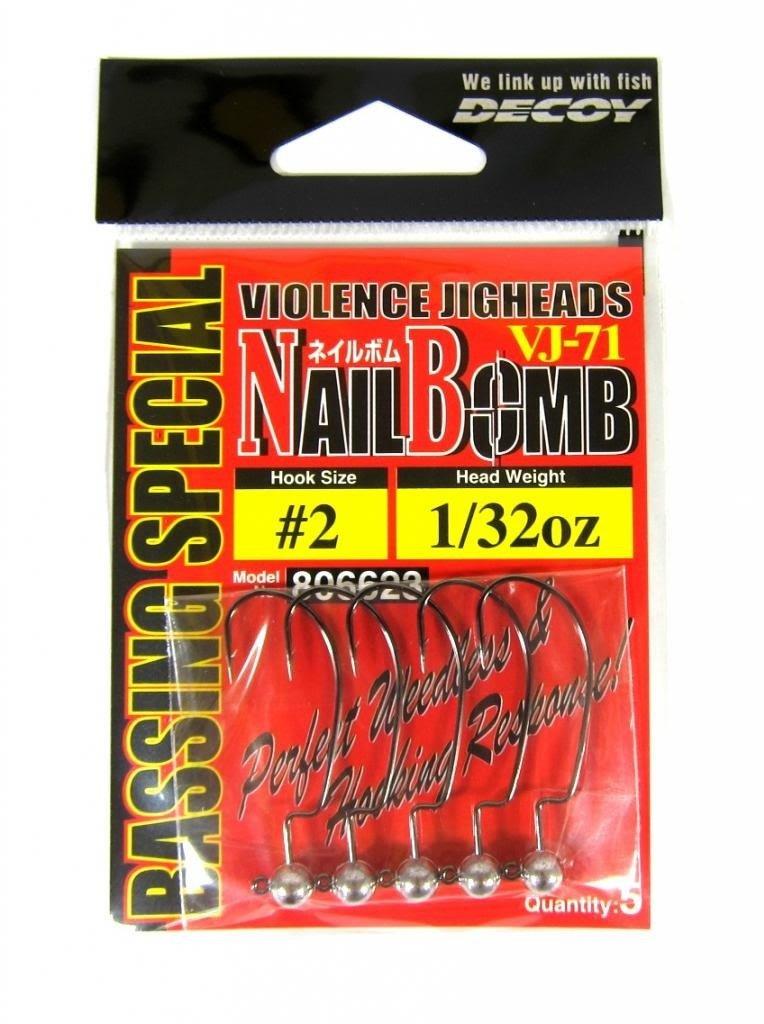 We link up with fish
DECOY
BASSING SPECIAL
VIOLENCE JIGHEADS
VJ-71
ネイルボム
NAIL BOMB
Hook Size
Head Weight
#2
1/32oz
Model
806623
Perfect Weedless &
Hooking Response!
Quantity: 5